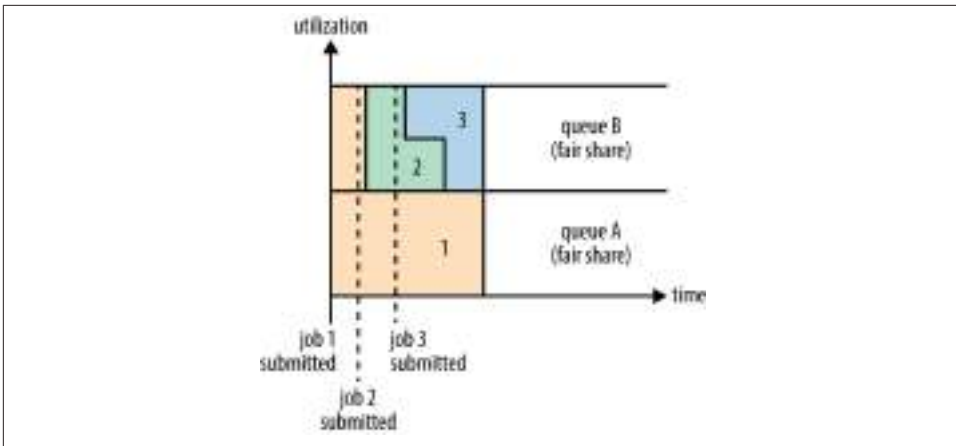 utilization
3
queue B
(fair share)
2
1
queue A
(fair share)
time
job 1
submitted
job 3
submitted
job 2
submitted